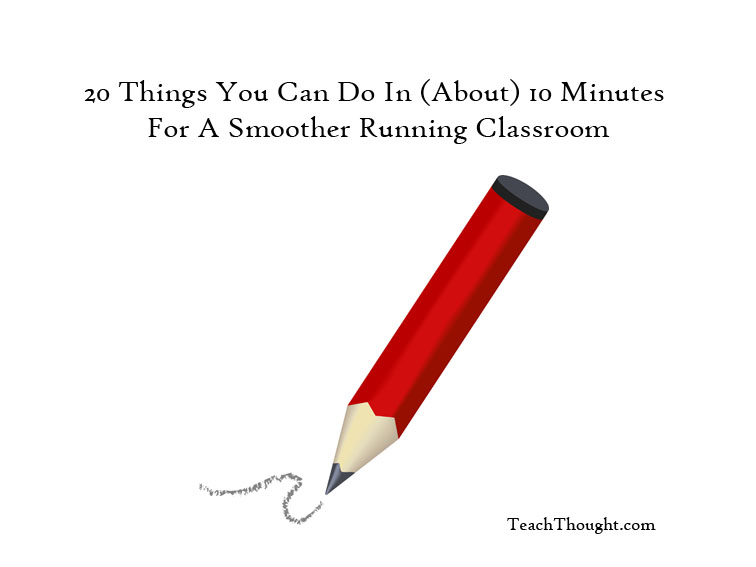 20 Things You Can Do In (About) 10 Minutes
For A Smoother Running Classroom
TeachThought.com